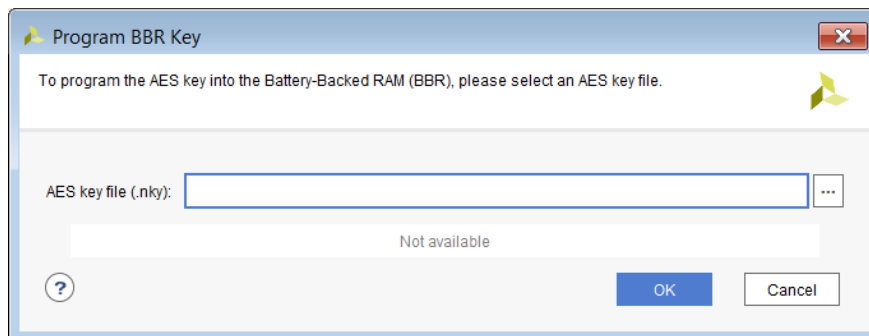 Program BBR Key
To program the AES key into the Battery-Backed RAM (BBR), please select an AES key file.
AES key file (.nky):
...
Not available
?
OK
Cancel